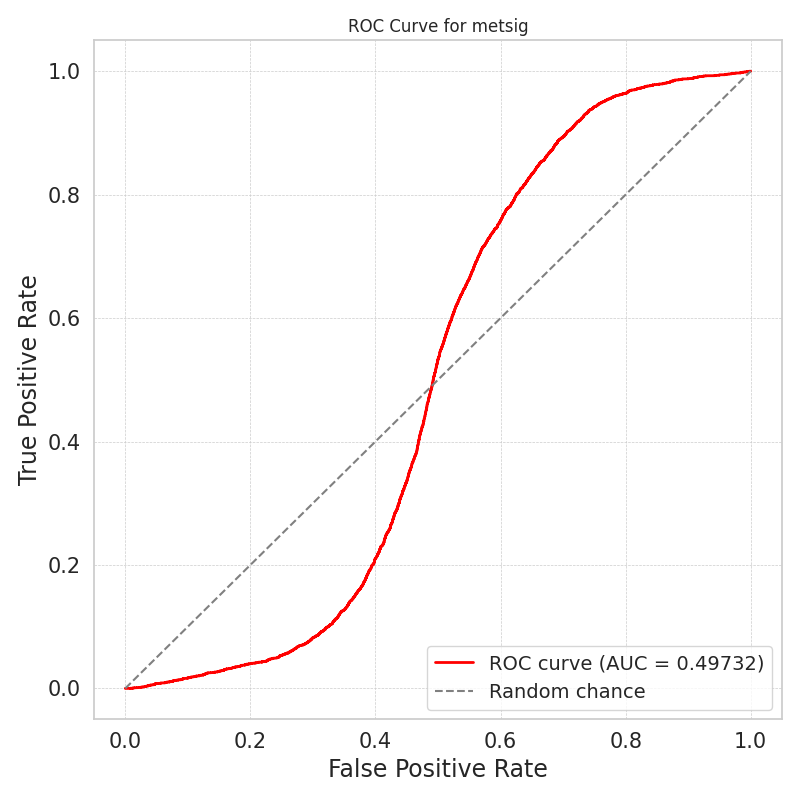 ROC Curve for metsig
True Positive Rate
1.0
0.8
0.6
0.4
0.2
0.0
ROC curve (AUC = 0.49732)
Random chance
0.0 0.2 0.4 0.6 0.8 1.0
False Positive Rate